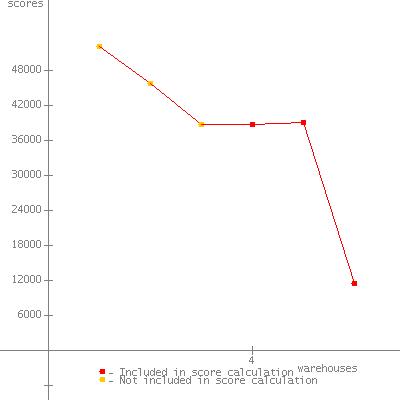 scores
48000
42000
36000
30000
24000
18000
12000
6000
4
warehouses
- Included in score calculation
- Not included in score calculation